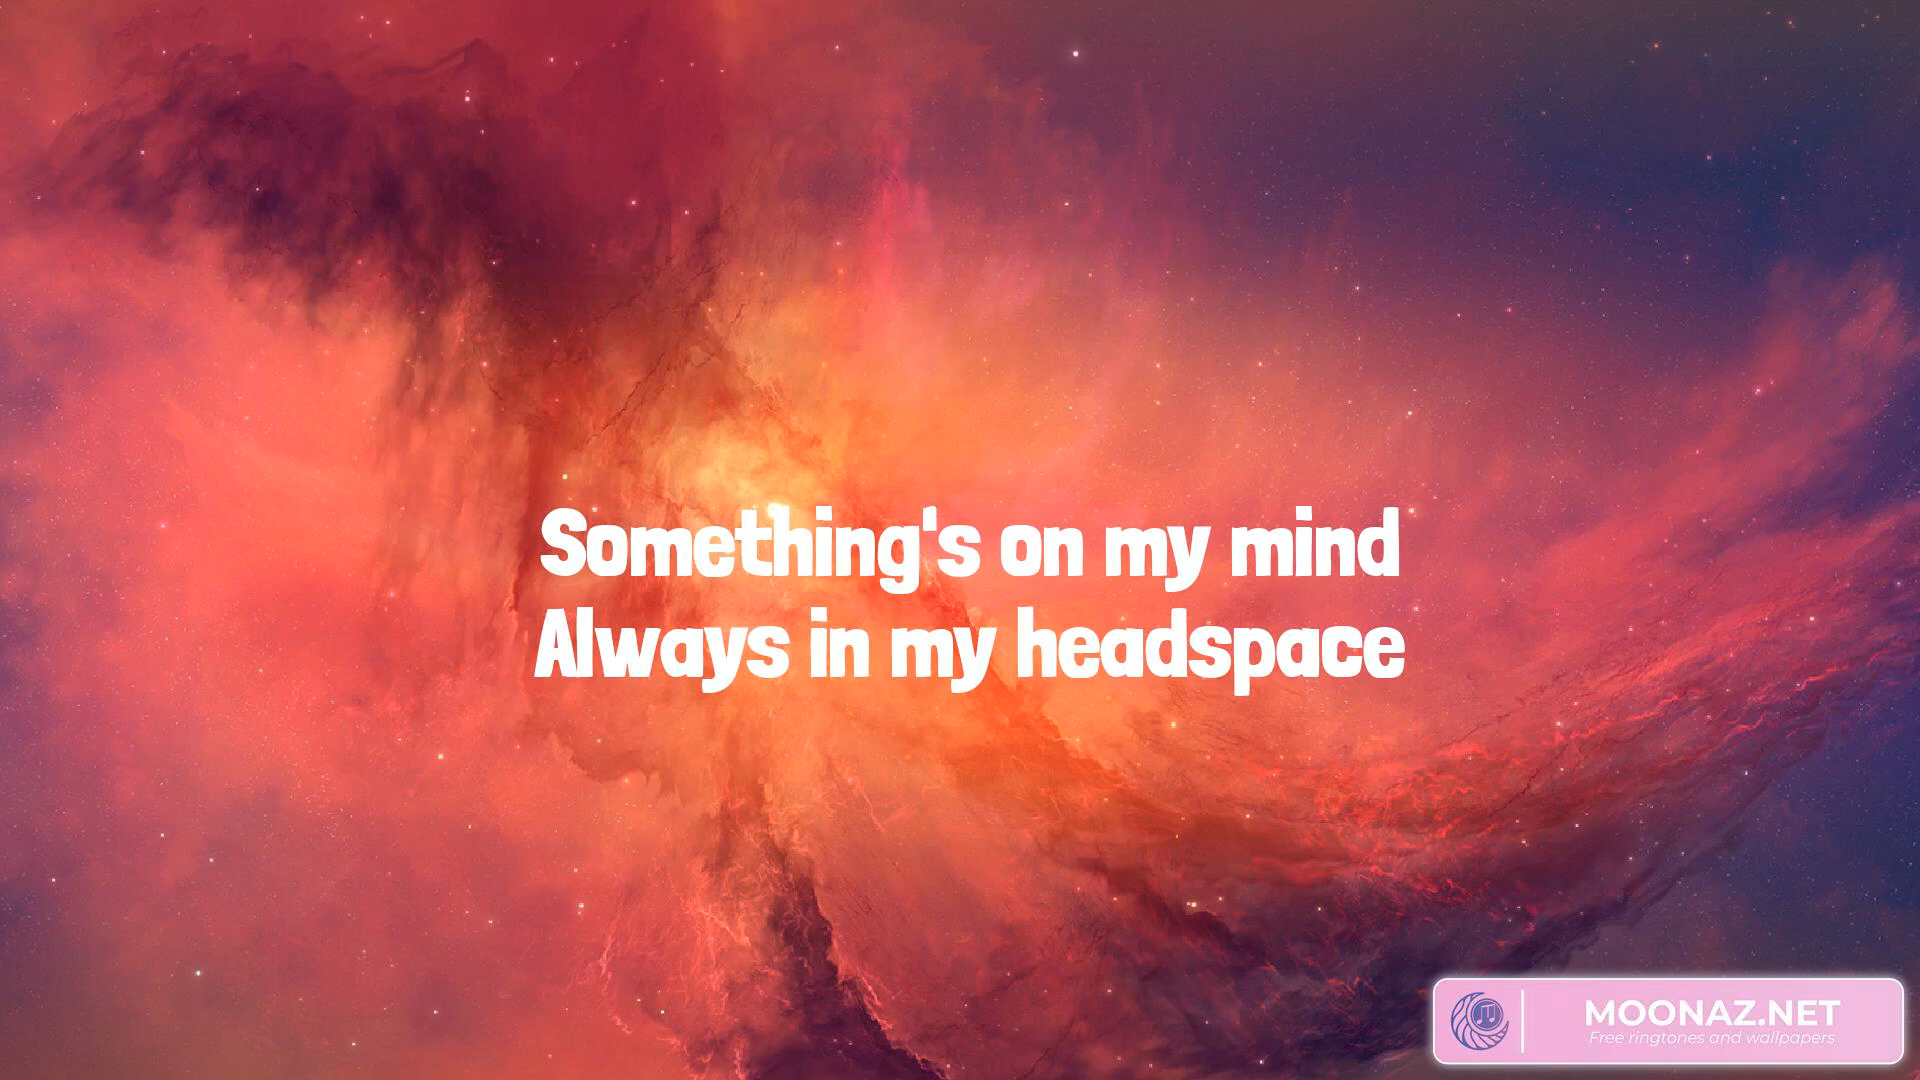 Something's on my mind
Always in my headspace
MOONAZ.NET
Free ringtones and wallpapers